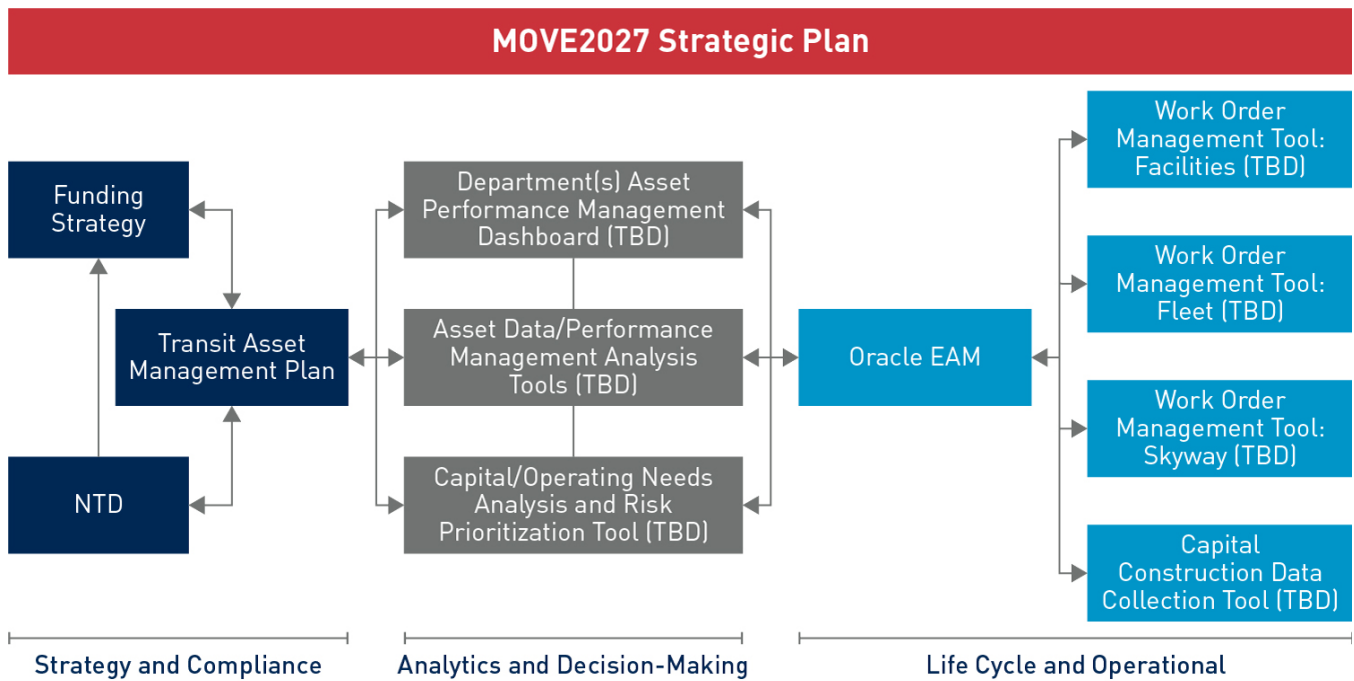 MOVE2027 Strategic Plan
Funding
Strategy
Transit Asset
Management Plan
NTD
Department(s) Asset
Performance Management
Dashboard (TBD)
Asset Data/Performance
Management Analysis
Tools (TBD)
Capital/Operating Needs
Analysis and Risk
Prioritization Tool (TBD)
Oracle EAM
Work Order
Management Tool:
Facilities (TBD)
Work Order
Management Tool:
Fleet (TBD)
Work Order
Management Tool:
Skyway (TBD)
Capital
Construction Data
Collection Tool (TBD)
Strategy and Compliance
Analytics and Decision-Making
Life Cycle and Operational